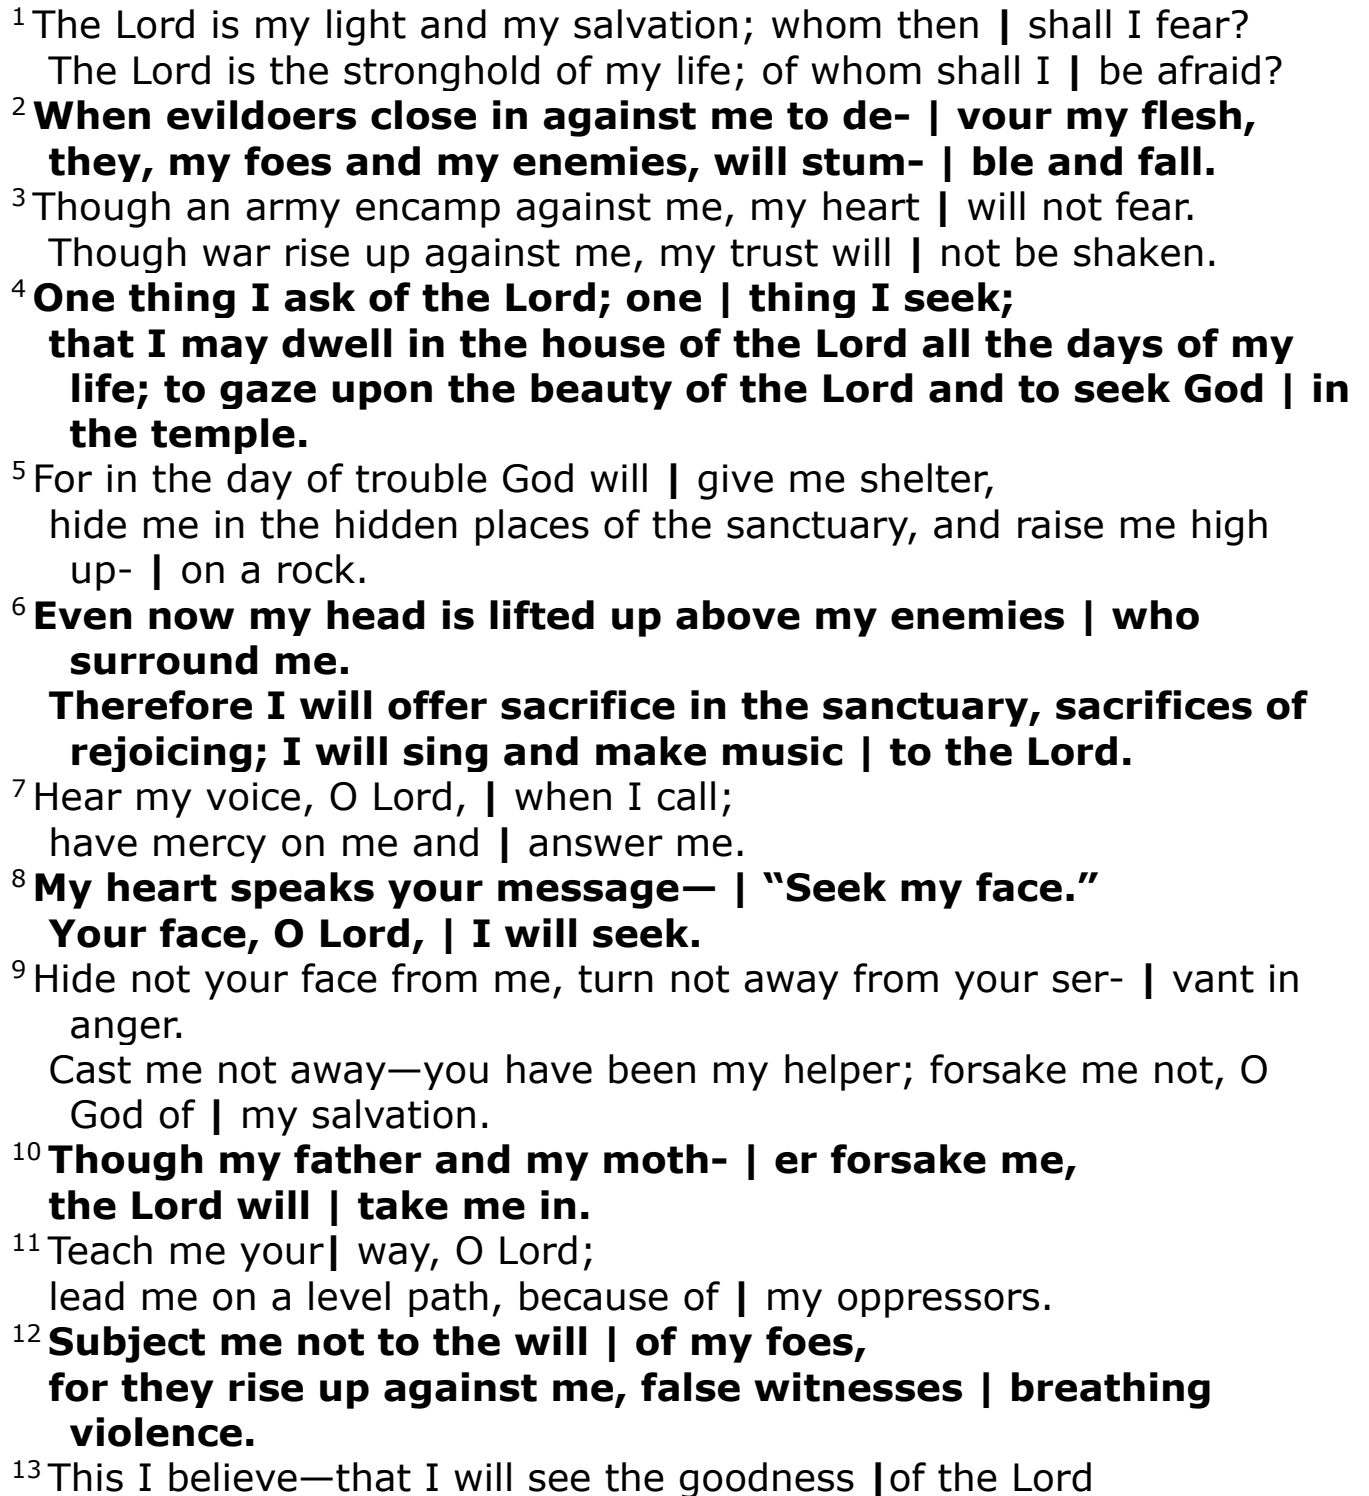 1 The Lord is my light and my salvation; whom then | shall I fear?
The Lord is the stronghold of my life; of whom shall I | be afraid?
2 When evildoers close in against me to de- | vour my flesh,
they, my foes and my enemies, will stum- | ble and fall.
3 Though an army encamp against me, my heart | will not fear.
Though war rise up against me, my trust will | not be shaken.
4 One thing I ask of the Lord; one | thing I seek;
that I may dwell in the house of the Lord all the days of my
life; to gaze upon the beauty of the Lord and to seek God | in
the temple.
5 For in the day of trouble God will | give me shelter,
hide me in the hidden places of the sanctuary, and raise me high
up- | on a rock.
6 Even now my head is lifted up above my enemies | who
surround me.
Therefore I will offer sacrifice in the sanctuary, sacrifices of
rejoicing; I will sing and make music | to the Lord.
7 Hear my voice, O Lord, | when I call;
have mercy on me and | answer me.
8 My heart speaks your message— | “Seek my face.”
Your face, O Lord, | I will seek.
9 Hide not your face from me, turn not away from your ser- | vant in
anger.
Cast me not away—you have been my helper; forsake me not, O
God of | my salvation.
10 Though my father and my moth- | er forsake me,
the Lord will | take me in.
11 Teach me your| way, O Lord;
lead me on a level path, because of | my oppressors.
12 Subject me not to the will | of my foes,
for they rise up against me, false witnesses | breathing
violence.
13 This I believe—that I will see the goodness |of the Lord